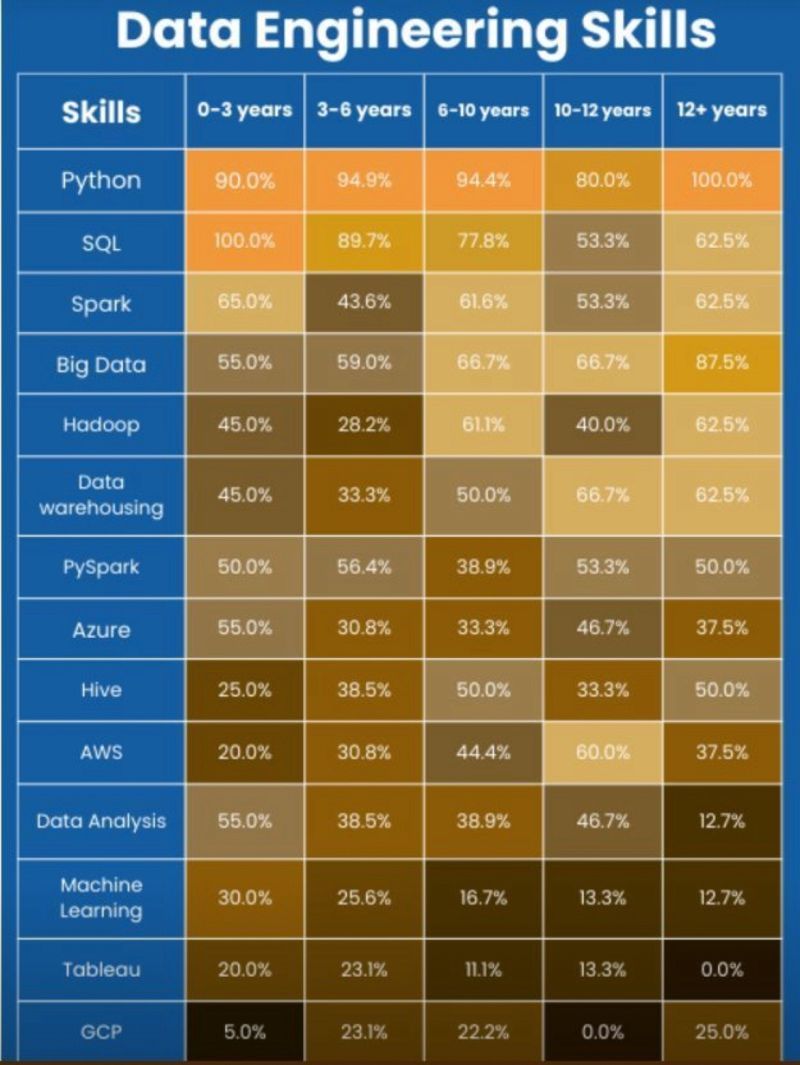 Data Engineering Skills
Skills 0-3 years 3-6 years 6-10 years 10-12 years 12+ years
Python 90.0% 94.9% 94.4% 80.0% 100.0%
SQL 100.0% 89.7% 77.8% 53.3% 62.5%
Spark 65.0% 43.6% 61.6% 53.3% 62.5%
Big Data 55.0% 59.0% 66.7% 66.7% 87.5%
Hadoop 45.0% 28.2% 61.1% 40.0% 62.5%
Data
warehousing 45.0% 33.3% 50.0% 66.7% 62.5%
PySpark 50.0% 56.4% 38.9% 53.3% 50.0%
Azure 55.0% 30.8% 33.3% 46.7% 37.5%
Hive 25.0% 38.5% 50.0% 33.3% 50.0%
AWS 20.0% 30.8% 44.4% 60.0% 37.5%
Data Analysis 55.0% 38.5% 38.9% 46.7% 12.7%
Machine
Learning 30.0% 25.6% 16.7% 13.3% 12.7%
Tableau 20.0% 23.1% 11.1% 13.3% 0.0%
GCP 5.0% 23.1% 22.2% 0.0% 25.0%